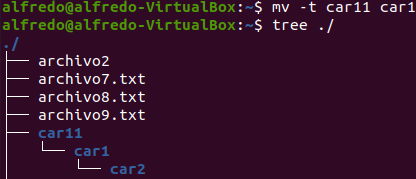 alfredo@alfredo-VirtualBox:~$ mv -t car11 car1
alfredo@alfredo-VirtualBox:~$ tree ./
./
├── archivo2
├── archivo7.txt
├── archivo8.txt
├── archivo9.txt
├── car11
│   └── car1
│       └── car2